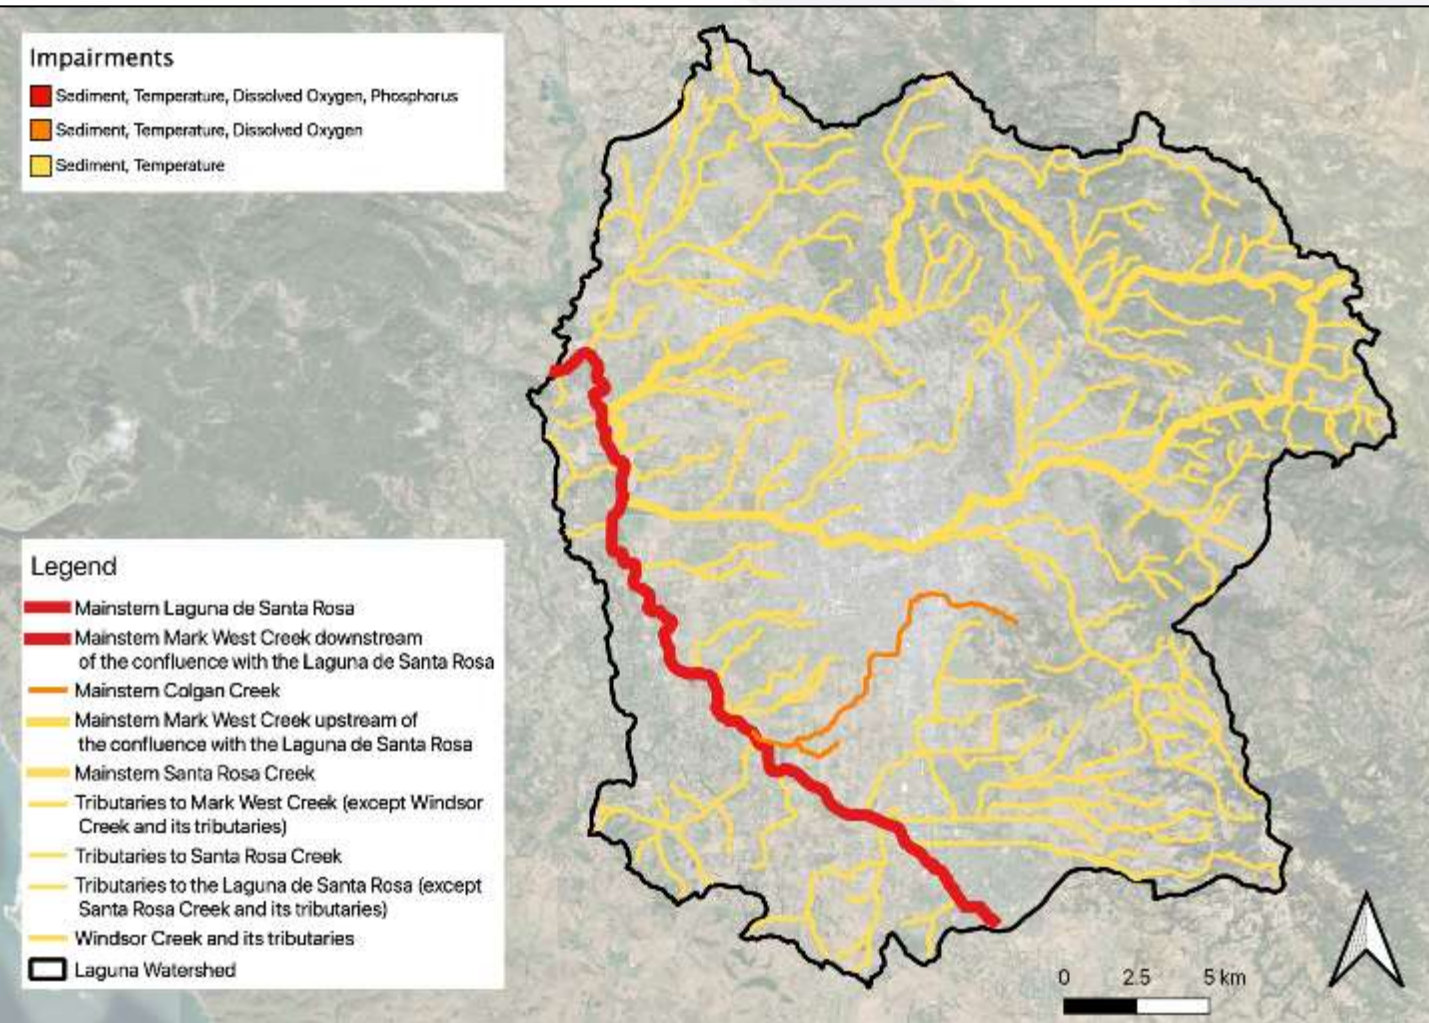 Impairments
Sediment, Temperature, Dissolved Oxygen, Phosphorus
Sediment, Temperature, Dissolved Oxygen
Sediment, Temperature
Legend
Mainstem Laguna de Santa Rosa
Mainstem Mark West Creek downstream
of the confluence with the Laguna de Santa Rosa
Mainstem Colgan Creek
Mainstem Mark West Creek upstream of
the confluence with the Laguna de Santa Rosa
Mainstem Santa Rosa Creek
Tributaries to Mark West Creek (except Windsor
Creek and its tributaries)
Tributaries to Santa Rosa Creek
Tributaries to the Laguna de Santa Rosa (except
Santa Rosa Creek and its tributaries)
Windsor Creek and its tributaries
Laguna Watershed
0 2.5 5 km